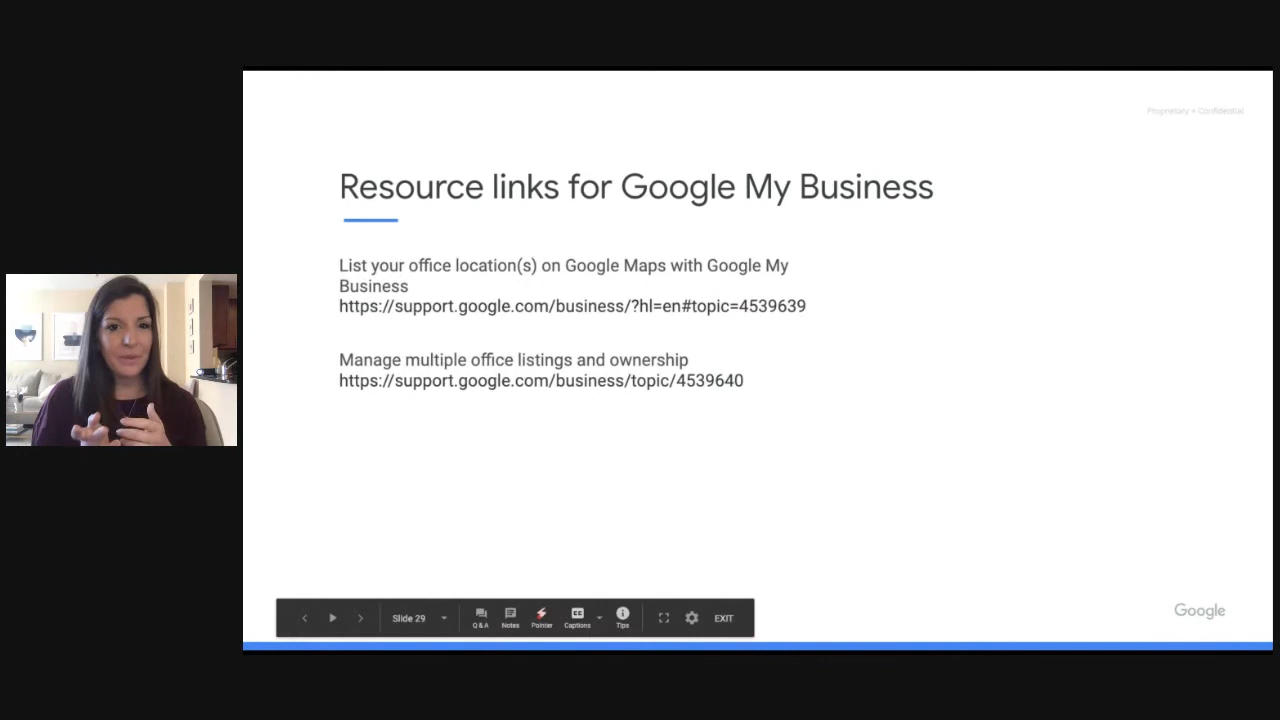 Proprietary + Confidential
Resource links for Google My Business
List your office location(s) on Google Maps with Google My
Business
https://support.google.com/business/?hl=en#topic=4539639
Manage multiple office listings and ownership
https://support.google.com/business/topic/4539640
Slide 29
Q & A
Notes
Pointer
CC
Captions
Tips
EXIT
Google